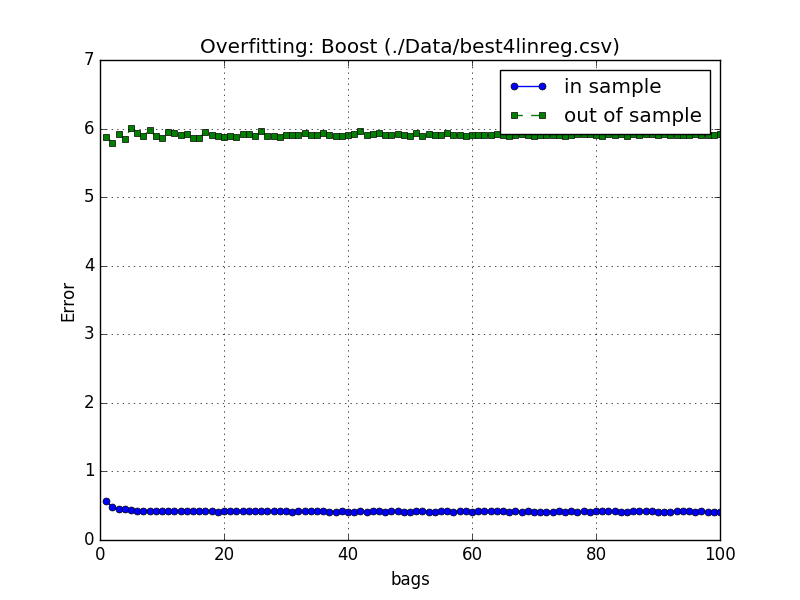 Overfitting: Boost (./Data/best4linreg.csv)
in sample
out of sample
7
6
5
4
3
2
1
0
Error
0 20 40 60 80 100
bags